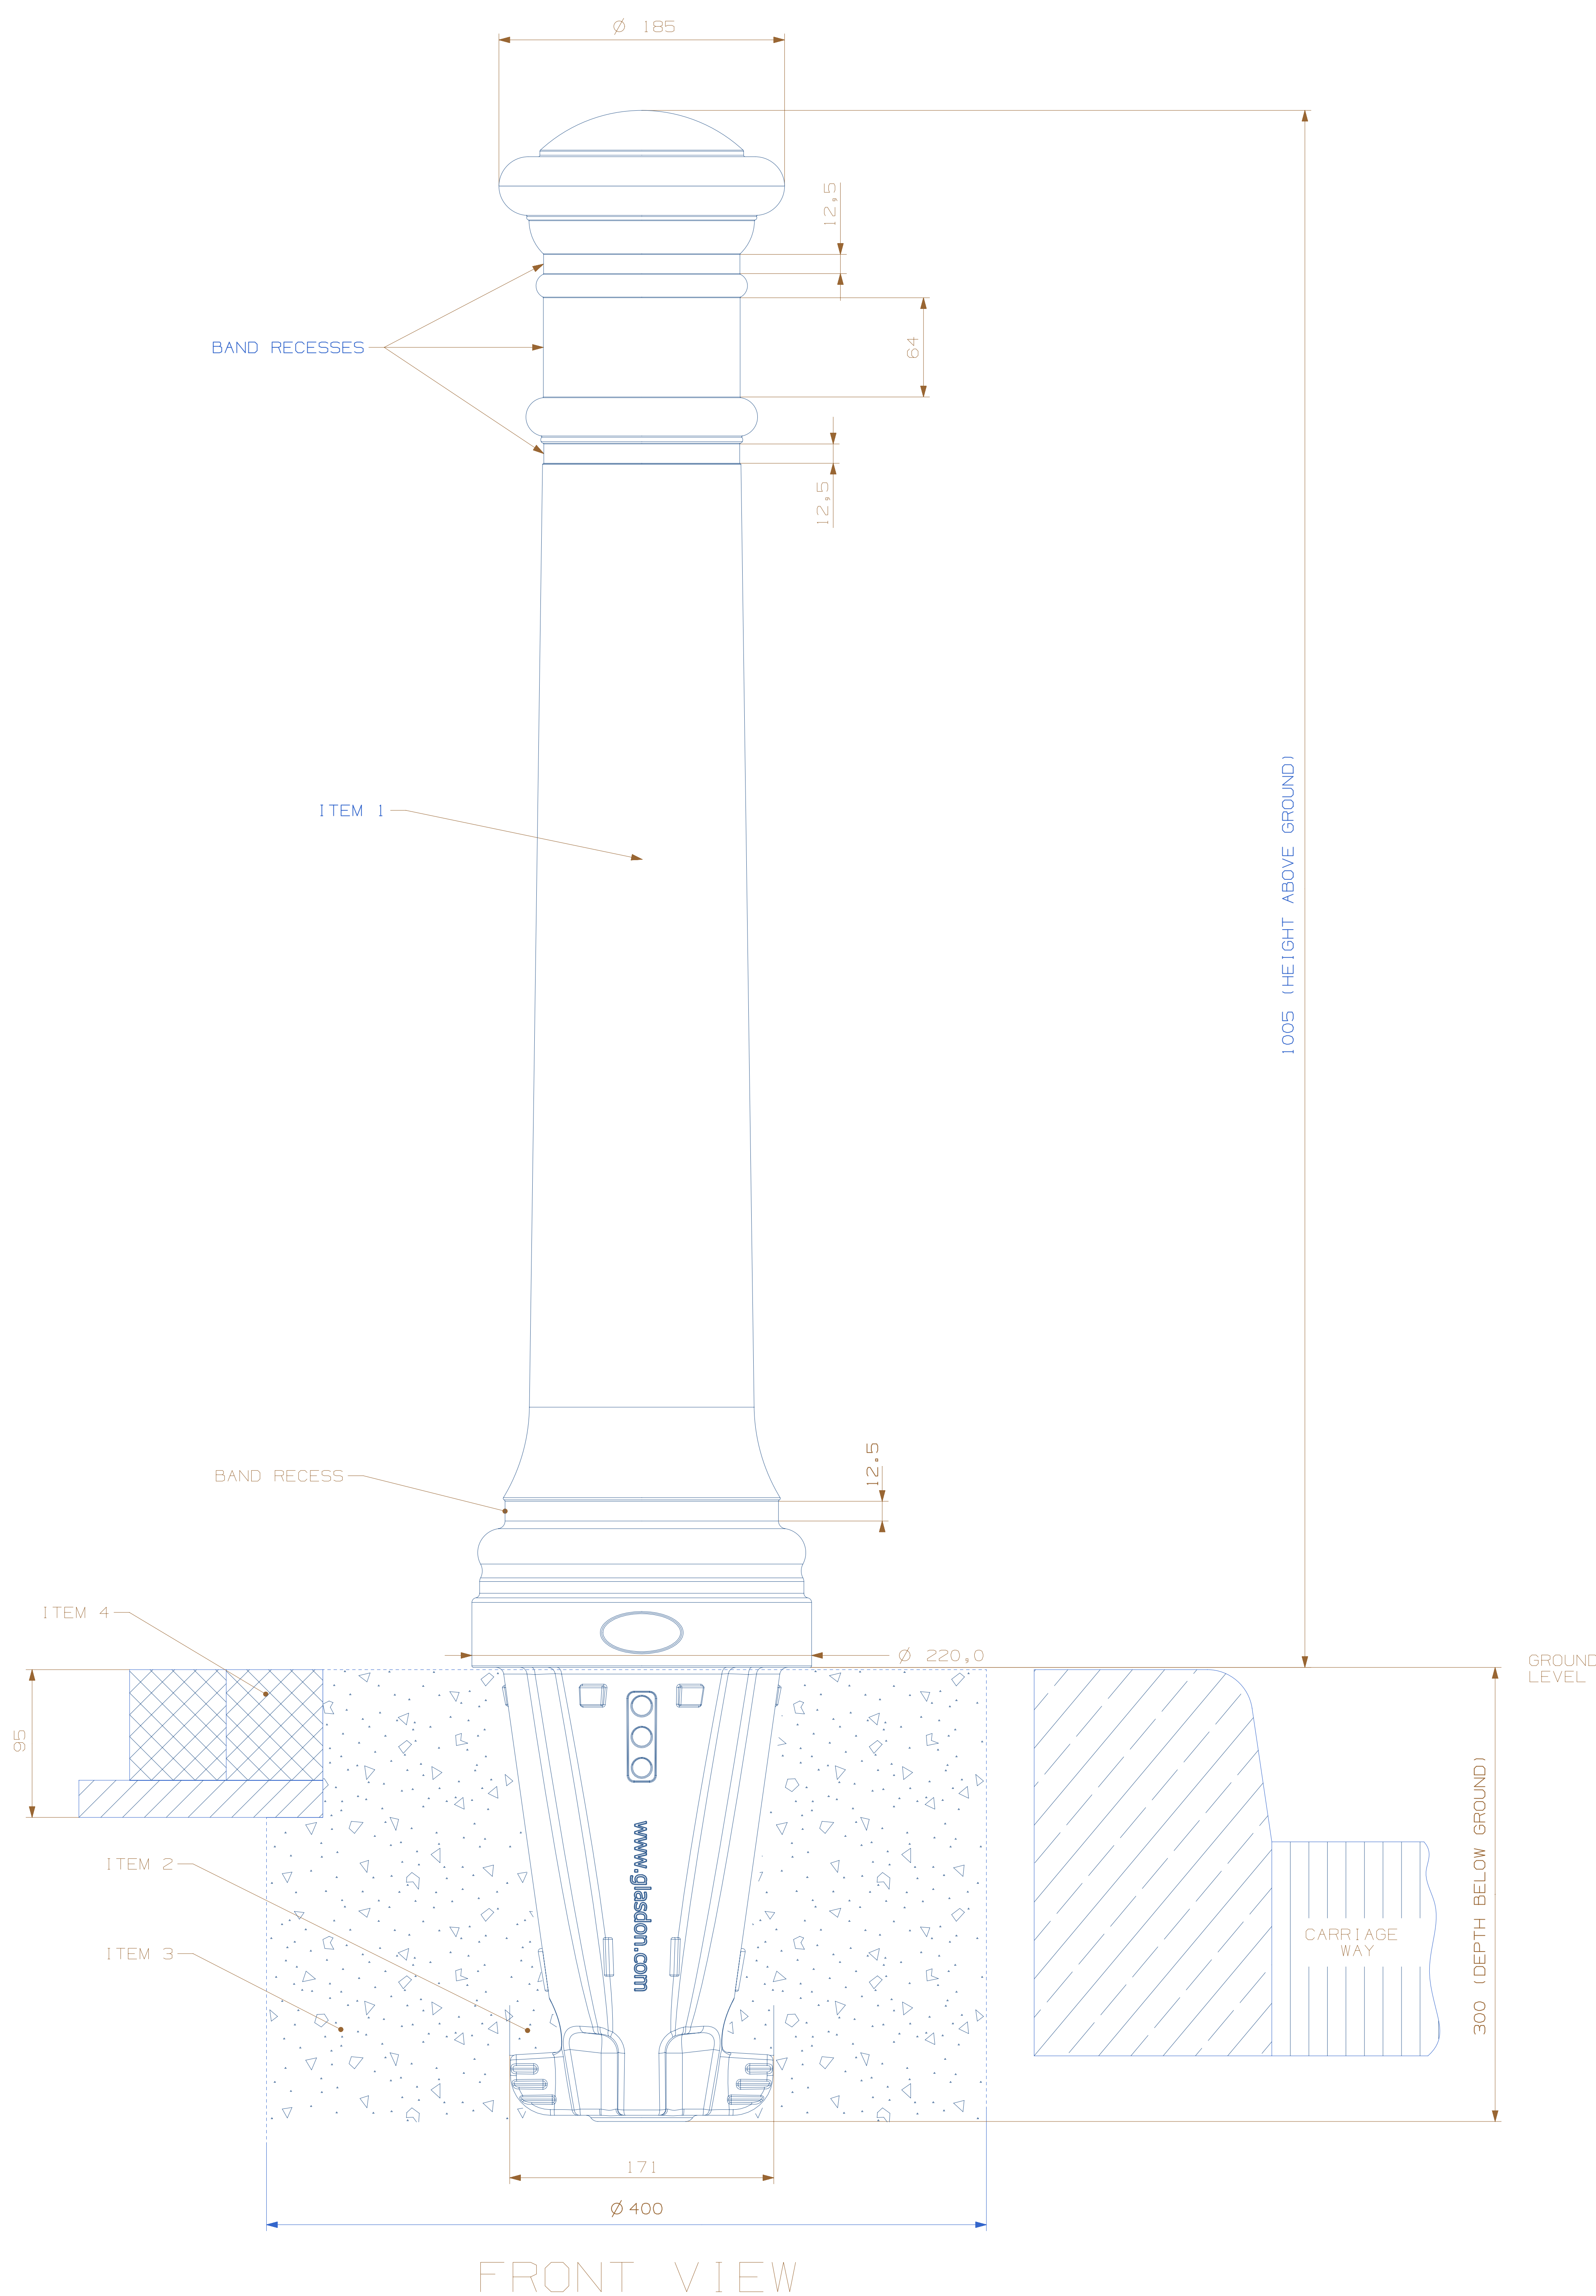 Ø 185
12,5
BAND RECESSES
64
12,5
ITEM 1
1005 (HEIGHT ABOVE GROUND)
12.5
BAND RECESS
ITEM 4
Ø 220,0
GROUND
LEVEL
95
300 (DEPTH BELOW GROUND)
www.glasdon.com
ITEM 2
CARRIAGE
WAY
ITEM 3
171
Ø 400
FRONT VIEW